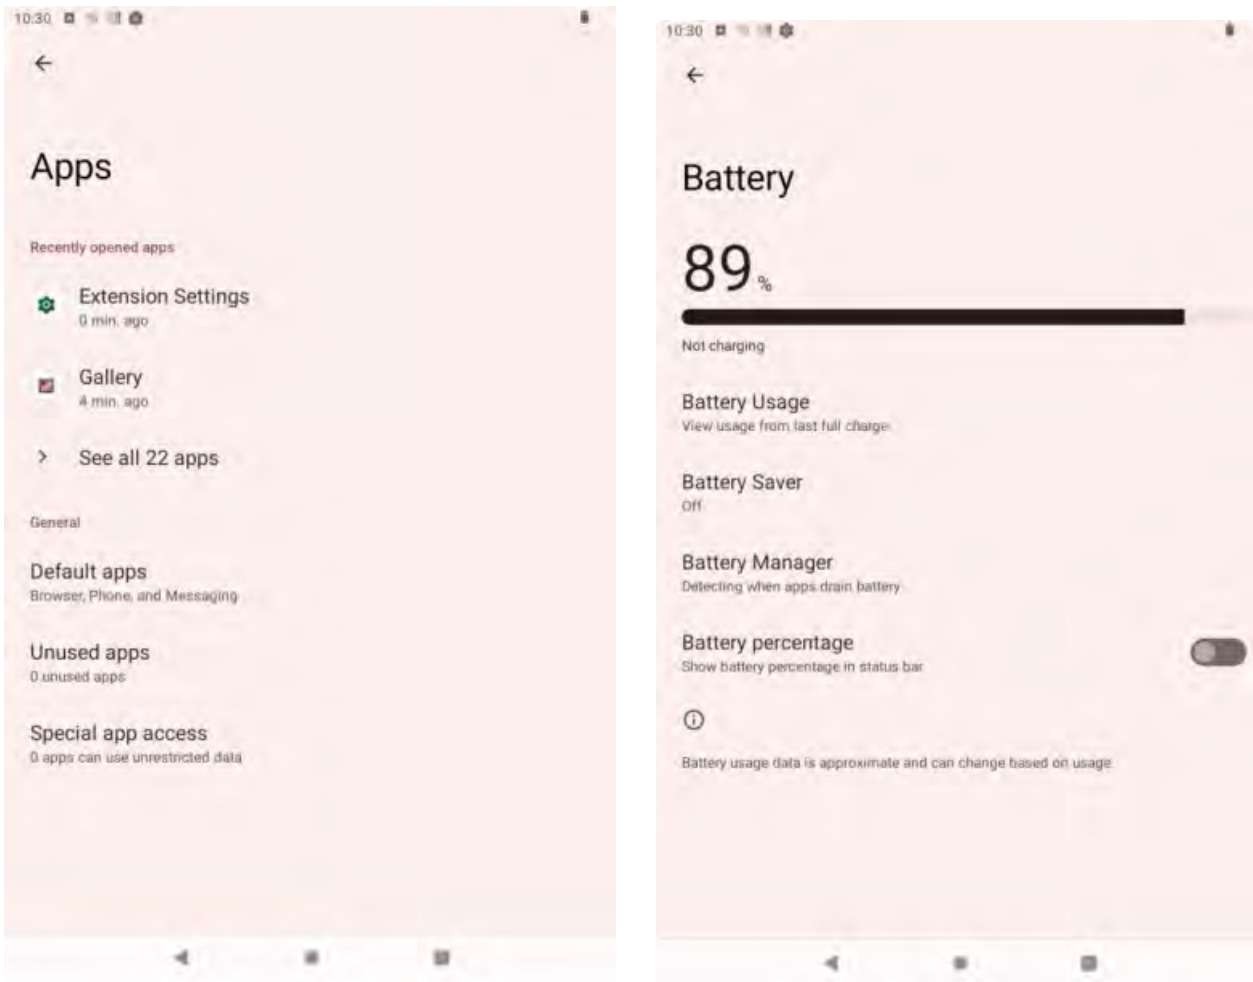 10:30
Apps
Recently opened apps
Extension Settings
0 min. ago
Gallery
4 min. ago
See all 22 apps
General
Default apps
Browser, Phone, and Messaging
Unused apps
0 unused apps
Special app access
0 apps can use unrestricted data
10:30
Battery
89 %
Not charging
Battery Usage
View usage from last full charge
Battery Saver
Off
Battery Manager
Detecting when apps drain battery
Battery percentage
Show battery percentage in status bar
Battery usage data is approximate and can change based on usage